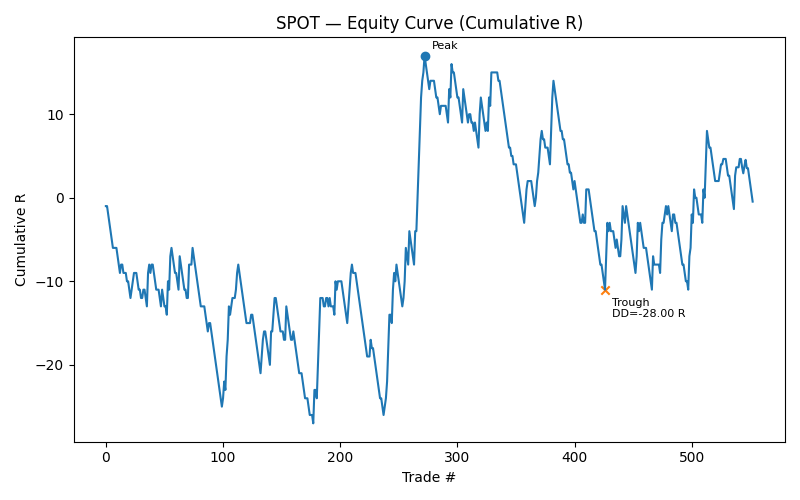 SPOT — Equity Curve (Cumulative R)
Peak
10
0
−10
−20
Cumulative R
Trough
DD=-28.00 R
0 100 200 300 400 500
Trade #